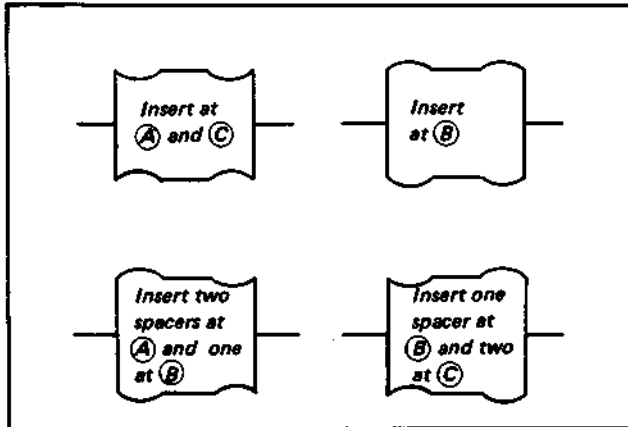 Insert at
Ⓐ and Ⓒ
Insert
at Ⓑ
Insert two
spacers at
Ⓐ and one
at Ⓑ
Insert one
spacer at
Ⓑ and two
at Ⓒ